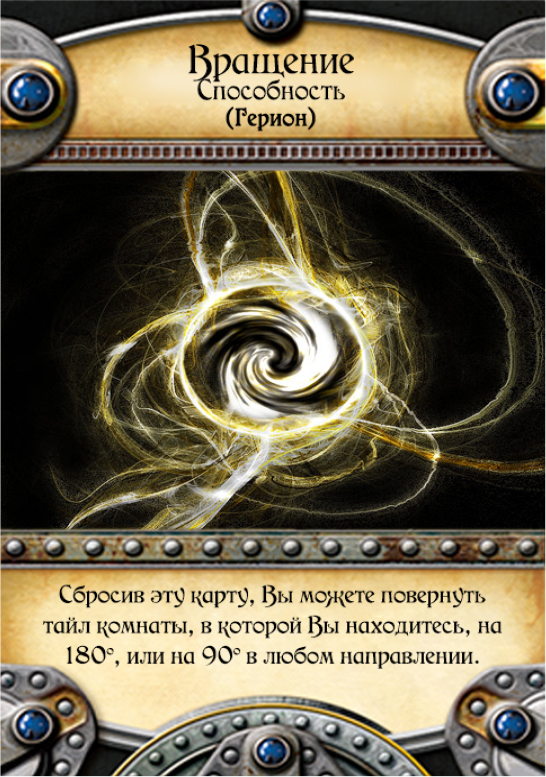 Вращение
Способность
(Герион)
Сбросив эту карту, Вы можете повернуть
тайл комнаты, в которой Вы находитесь, на
180°, или на 90° в любом направлении.